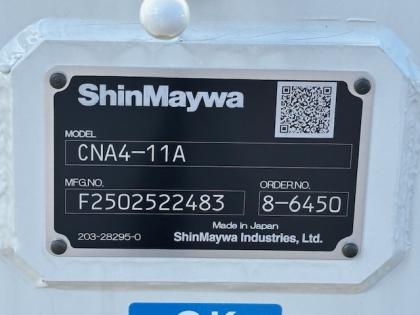 ShinMaywa
MODEL
CNA4-11A
MFG.NO. ORDER.NO.
F2502522483 8-6450
Made in Japan
203-28295-0 ShinMaywa Industries, Ltd.